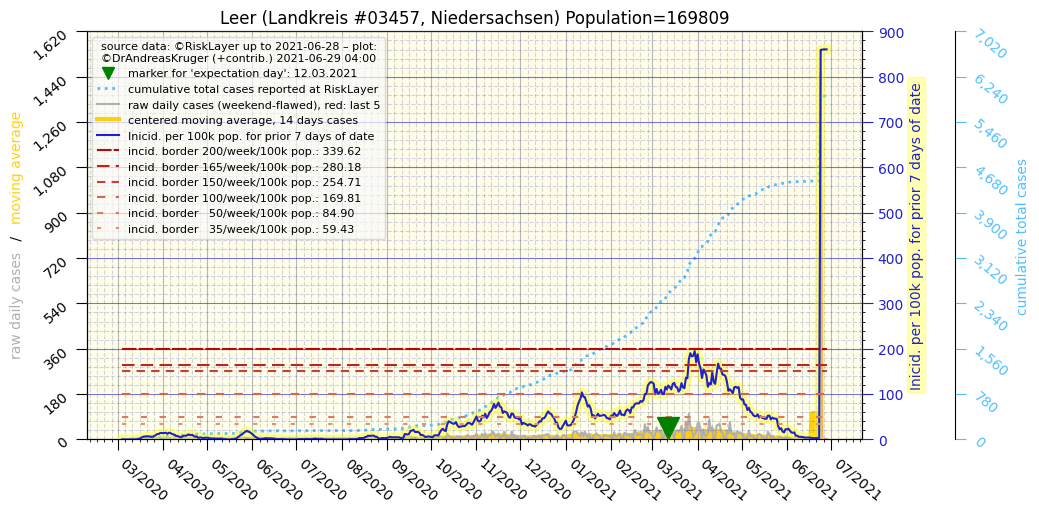 Leer (Landkreis #03457, Niedersachsen) Population=169809
source data: ©RiskLayer up to 2021-06-28 – plot:
©DrAndreasKruger (+contrib.) 2021-06-29 04:00
marker for 'expectation day': 12.03.2021
cumulative total cases reported at RiskLayer
raw daily cases (weekend-flawed), red: last 5
centered moving average, 14 days cases
Inicid. per 100k pop. for prior 7 days of date
incid. border 200/week/100k pop.: 339.62
incid. border 165/week/100k pop.: 280.18
incid. border 150/week/100k pop.: 254.71
incid. border 100/week/100k pop.: 169.81
incid. border   50/week/100k pop.: 84.90
incid. border   35/week/100k pop.: 59.43
raw daily cases / moving average
1,620
1,440
1,260
1,080
900
720
540
360
180
0
03/2020
04/2020
05/2020
06/2020
07/2020
08/2020
09/2020
10/2020
11/2020
12/2020
01/2021
02/2021
03/2021
04/2021
05/2021
06/2021
07/2021
900
800
700
600
500
400
300
200
100
0
Inicid. per 100k pop. for prior 7 days of date
7,020
6,240
5,460
4,680
3,900
3,120
2,340
1,560
780
0
cumulative total cases